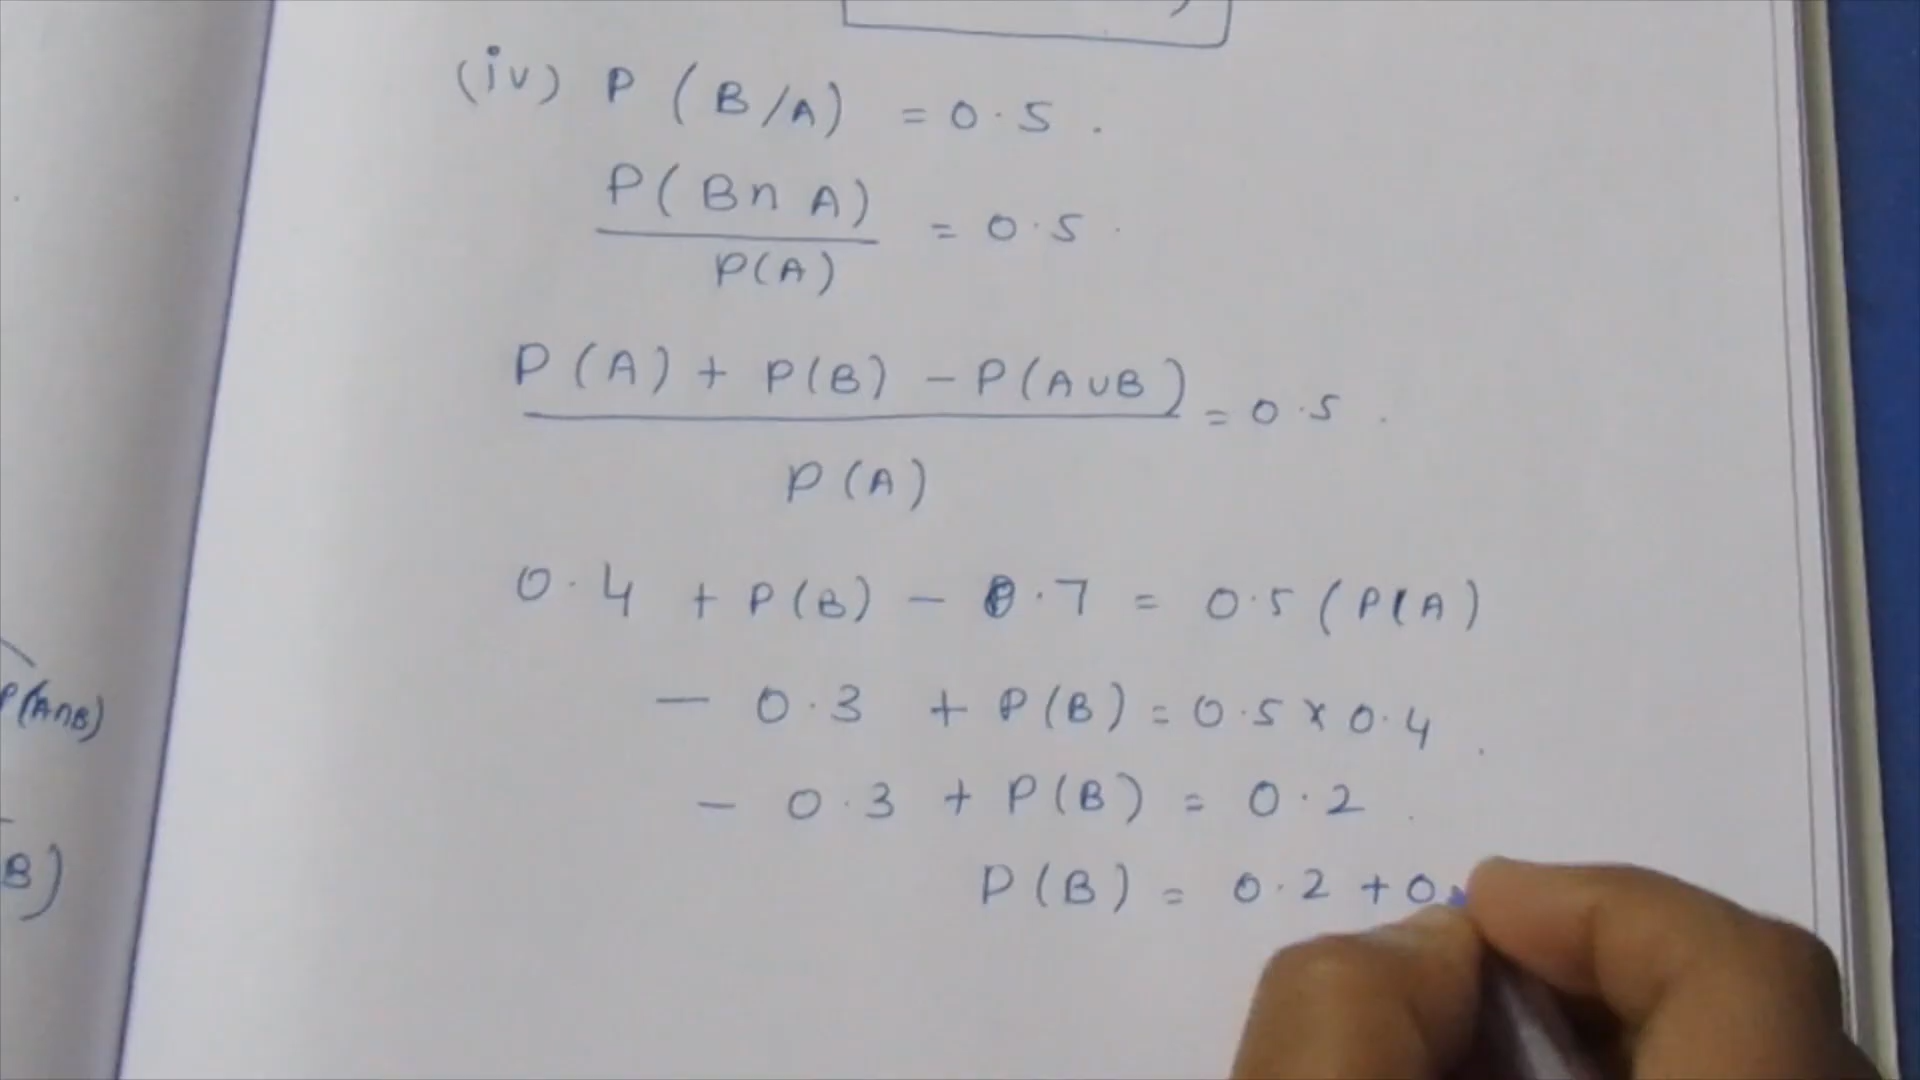 (iv) P (B/A) = 0.5.
P(B∩A)
P(A)
= 0.5.
P(A) + P(B) - P(A∪B)
P(A)
= 0.5.
0.4 + P(B) - 0.7 = 0.5(P(A)
- 0.3 + P(B) = 0.5 × 0.4
- 0.3 + P(B) = 0.2
P(B) = 0.2 + 0.
P(A∩B)
B)